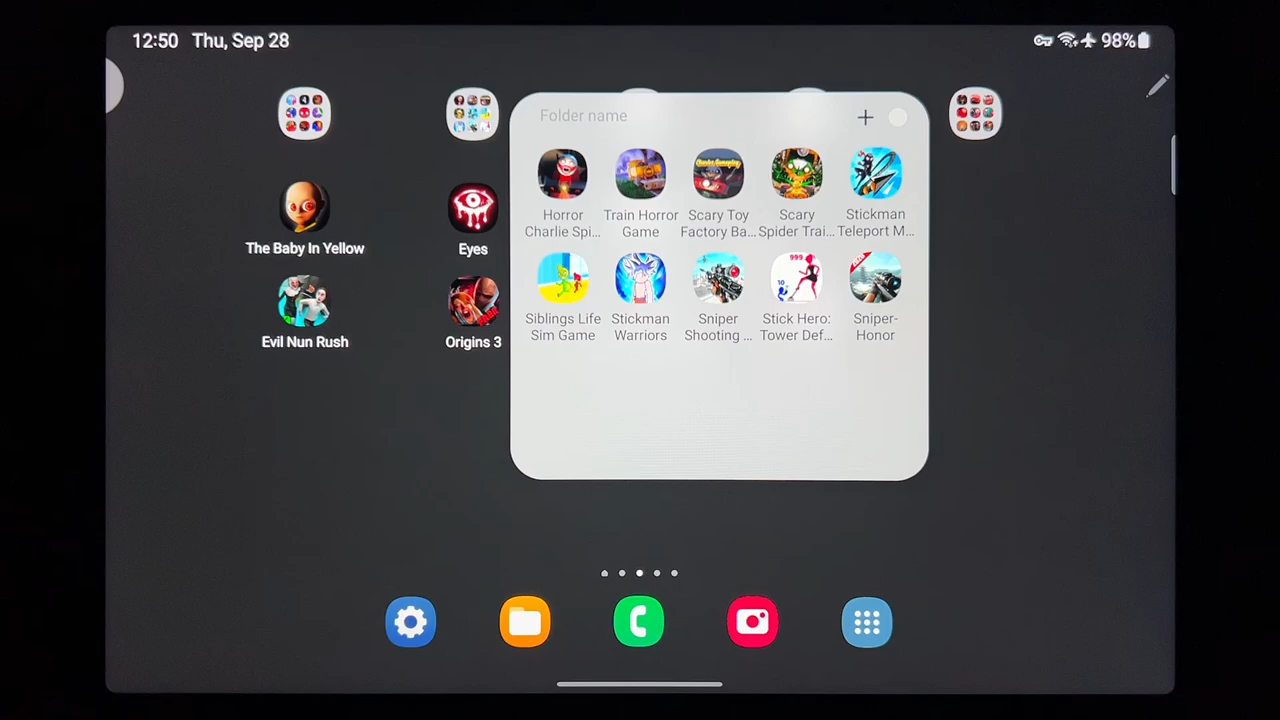 12:50 Thu, Sep 28
98%
Folder name
Horror
Charlie Spi...
Train Horror
Game
Scary Toy
Factory Ba...
Scary
Spider Trai...
Stickman
Teleport M...
Siblings Life
Sim Game
Stickman
Warriors
Sniper
Shooting ...
Stick Hero:
Tower Def...
Sniper-
Honor
999
10
The Baby In Yellow
Eyes
Evil Nun Rush
Origins 3